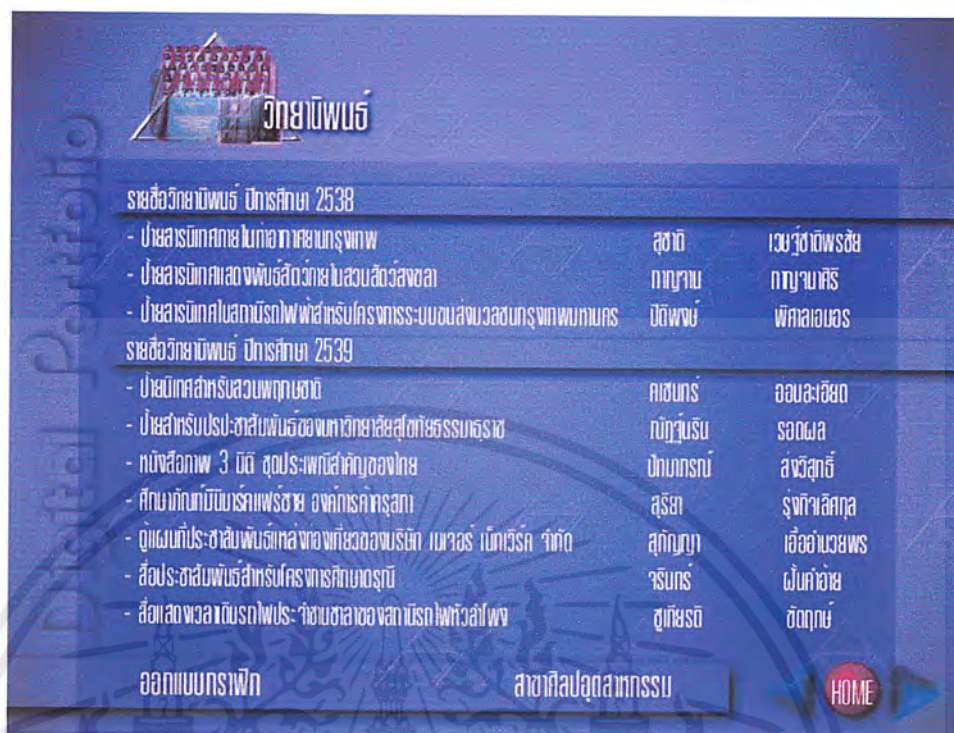 วิทยานิพนธ์
Digital Portfolio
รายชื่อวิทยานิพนธ์ ปีการศึกษา 2538
- ป้ายสารนิเทศภายในท่าอากาศยานกรุงเทพ สุชาติ เวษฐ์ชาติพรชัย
- ป้ายสารนิเทศแสดงพันธุ์สัตว์ภายในสวนสัตว์สงขลา กาญจน กาญจนาศิริ
- ป้ายสารนิเทศในสถานีรถไฟฟ้าสำหรับโครงการระบบขนส่งมวลชนกรุงเทพมหานคร ปิติพงษ์ พิศาลเอมอร
รายชื่อวิทยานิพนธ์ ปีการศึกษา 2539
- ป้ายนิเทศสำหรับสวนพฤกษชาติ คเชนทร์ ออนละเอียด
- ป้ายสำหรับประชาสัมพันธ์ของมหาวิทยาลัยสุโขทัยธรรมาธิราช รอดผล
- หนังสือภาพ 3 มิติ ชุดประเพณีสำคัญของไทย ปัทมาภรณ์ ส่งวิสุทธิ์
- ศึกษาภัณฑ์มินิมาร์คแฟรชาย องค์การค้าคุรุสภา สุริยา รุ่งกิจเลิศกุล
- ตู้แผนที่ประชาสัมพันธ์แหล่งท่องเที่ยวของบริษัท เมเจอร์ เน็ทเวิร์ค จำกัด สุกัญญา เอื้ออำนวยพร
- สื่อประชาสัมพันธ์สำหรับโครงการศึกษาดรุณี จรินทร์ ฝั้นคำอ้าย
- สื่อแสดงเวลาเดินรถไฟประจำชานชาลาของสถานีรถไฟหัวลำโพง ชูเกียรติ ชัดฤกษ์
ออกแบบกราฟิก สาขาศิลปอุตสาหกรรม HOME